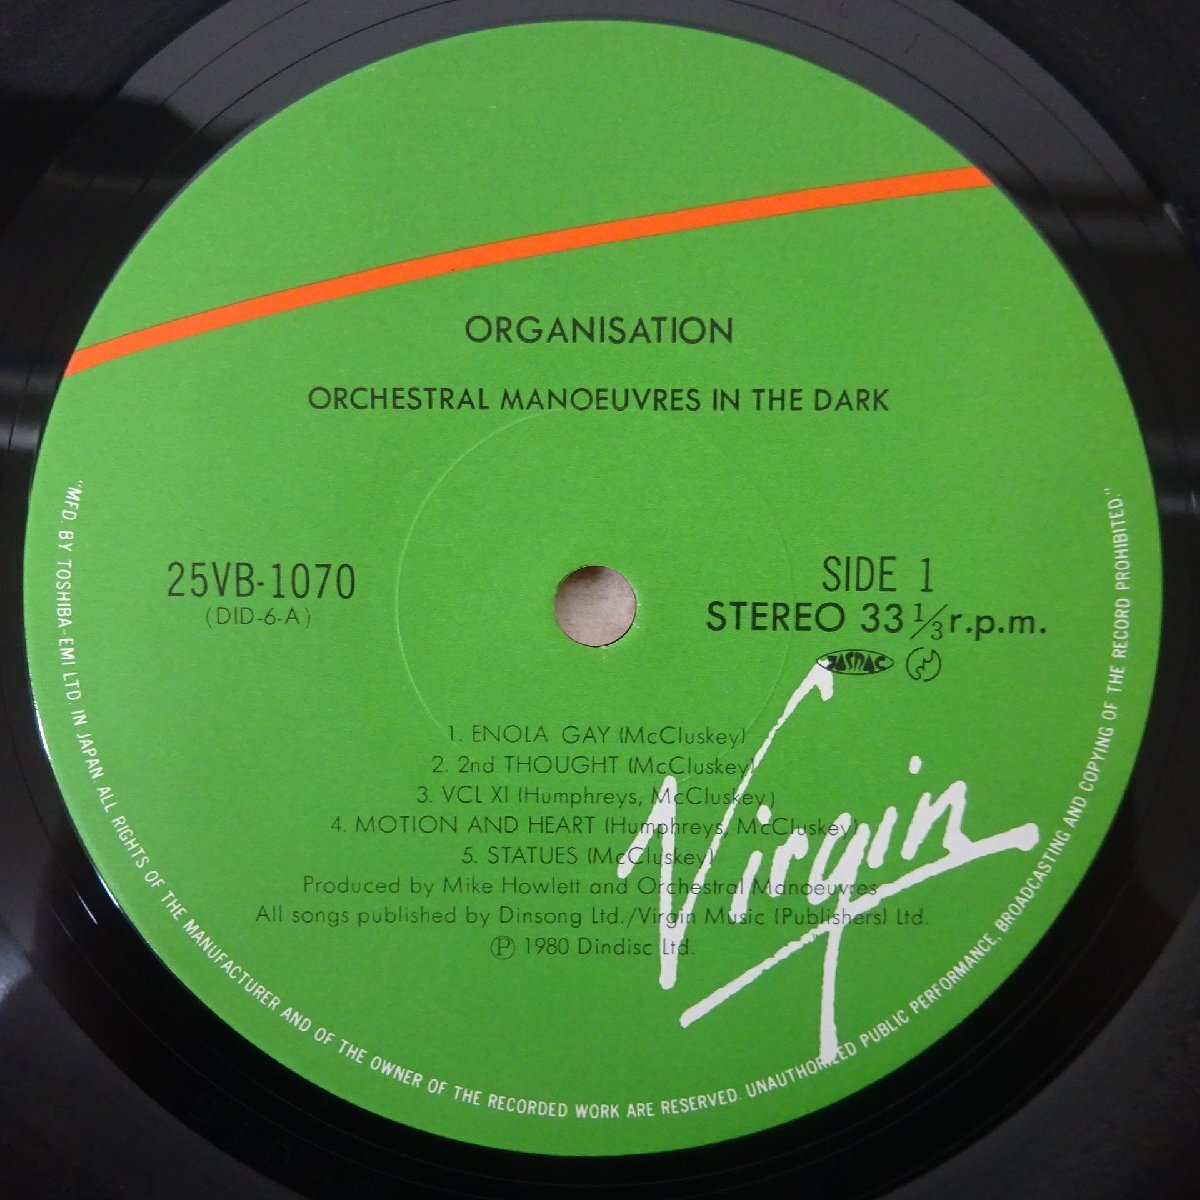 ORGANISATION
ORCHESTRAL MANOEUVRES IN THE DARK
25VB-1070
(DID-6-A)
SIDE 1
STEREO 33 1/3 r.p.m.
JASRAC
1. ENOLA GAY (McCluskey)
2. 2nd THOUGHT (McCluskey)
3. VCL XI (Humphreys, McCluskey)
4. MOTION AND HEART (Humphreys, McCluskey)
5. STATUES (McCluskey)
Produced by Mike Howlett and Orchestral Manoeuvres
All songs published by Dinsong Ltd./Virgin Music (Publishers) Ltd.
Ⓟ 1980 Dindisc Ltd.
Virgin
"MFD. BY TOSHIBA-EMI LTD. IN JAPAN. ALL RIGHTS OF THE MANUFACTURER AND OF THE OWNER OF THE RECORDED WORK ARE RESERVED. UNAUTHORIZED PUBLIC PERFORMANCE, BROADCASTING AND COPYING OF THE RECORD PROHIBITED."